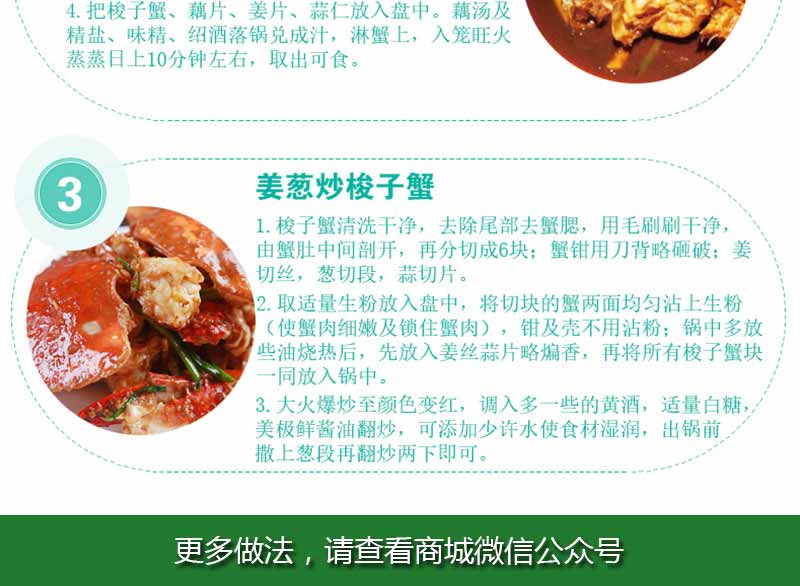 4.把梭子蟹、藕片、姜片、蒜仁放入盘中。藕汤及
精盐、味精、绍酒落锅兑成汁，淋蟹上，入笼旺火
蒸蒸日上10分钟左右，取出可食。
3
姜葱炒梭子蟹
1.梭子蟹清洗干净，去除尾部去蟹腮，用毛刷刷干净，
由蟹肚中间剖开，再分切成6块；蟹钳用刀背略砸破；姜
切丝，葱切段，蒜切片。
2.取适量生粉放入盘中，将切块的蟹两面均匀沾上生粉
（使蟹肉细嫩及锁住蟹肉），钳及壳不用沾粉；锅中多放
些油烧热后，先放入姜丝蒜片略煸香，再将所有梭子蟹块
一同放入锅中。
3.大火爆炒至颜色变红，调入多一些的黄酒，适量白糖，
美极鲜酱油翻炒，可添加少许水使食材湿润，出锅前
撒上葱段再翻炒两下即可。
更多做法，请查看商城微信公众号